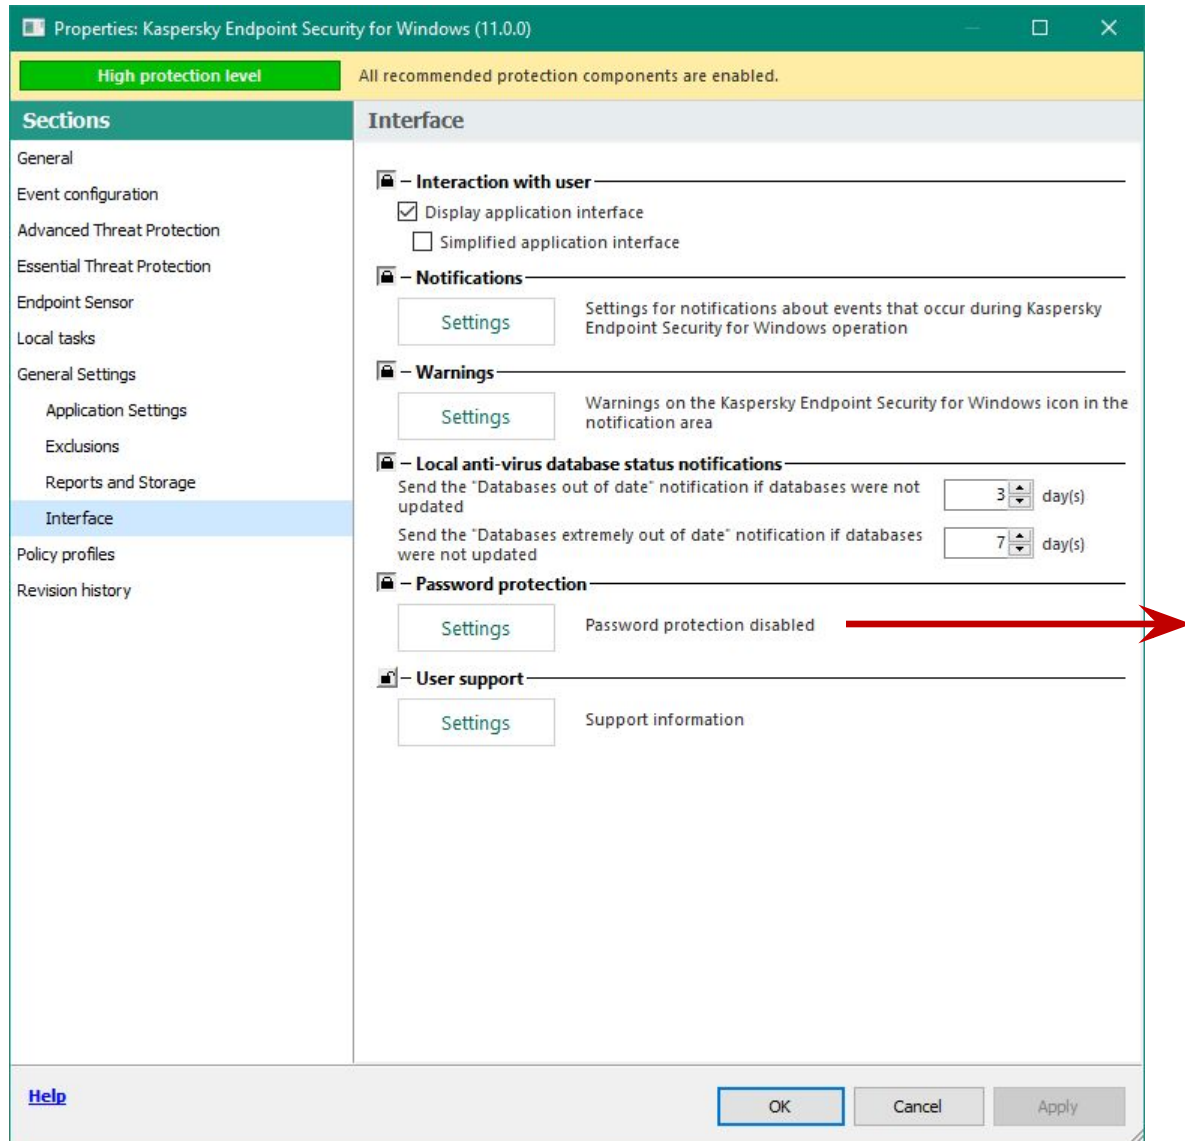 Properties: Kaspersky Endpoint Security for Windows (11.0.0)
High protection level
All recommended protection components are enabled.
Sections
General
Event configuration
Advanced Threat Protection
Essential Threat Protection
Endpoint Sensor
Local tasks
General Settings
Application Settings
Exclusions
Reports and Storage
Interface
Policy profiles
Revision history
Interface
Interaction with user
Display application interface
Simplified application interface
Notifications
Settings
Settings for notifications about events that occur during Kaspersky
Endpoint Security for Windows operation
Warnings
Settings
Warnings on the Kaspersky Endpoint Security for Windows icon in the
notification area
Local anti-virus database status notifications
Send the "Databases out of date" notification if databases were not
updated
3 day(s)
Send the "Databases extremely out of date" notification if databases
were not updated
7 day(s)
Password protection
Settings
Password protection disabled
User support
Settings
Support information
Help
OK
Cancel
Apply